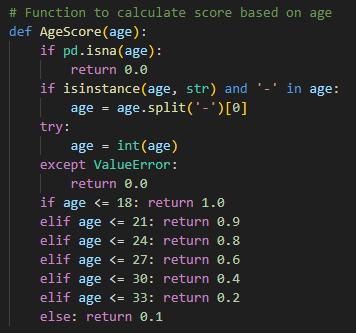 # Function to calculate score based on age
def AgeScore(age):
    if pd.isna(age):
        return 0.0
    if isinstance(age, str) and '-' in age:
        age = age.split('-')[0]
    try:
        age = int(age)
    except ValueError:
        return 0.0
    if age <= 18: return 1.0
    elif age <= 21: return 0.9
    elif age <= 24: return 0.8
    elif age <= 27: return 0.6
    elif age <= 30: return 0.4
    elif age <= 33: return 0.2
    else: return 0.1